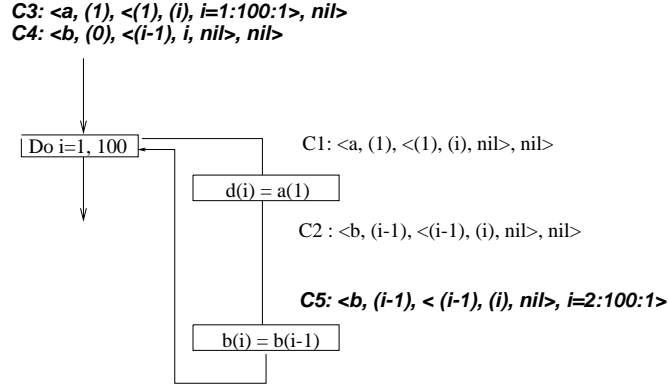 C3: <a, (1), <(1), (i), i=1:100:1>, nil>
C4: <b, (0), <(i-1), i, nil>, nil>
Do i=1, 100
C1: <a, (1), <(1), (i), nil>, nil>
d(i) = a(1)
C2 : <b, (i-1), <(i-1), (i), nil>, nil>
C5: <b, (i-1), < (i-1), (i), nil>, i=2:100:1>
b(i) = b(i-1)